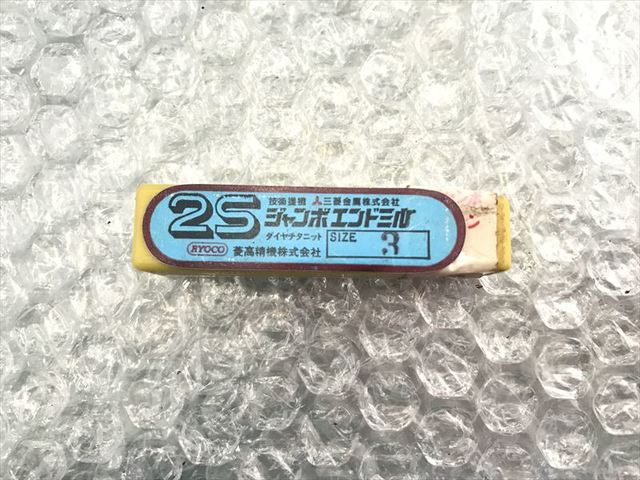 2S
技術提携 三菱金属株式会社
ジャンボエンドミル
ダイヤチタニット SIZE 3
RYOCO 菱高精機株式会社